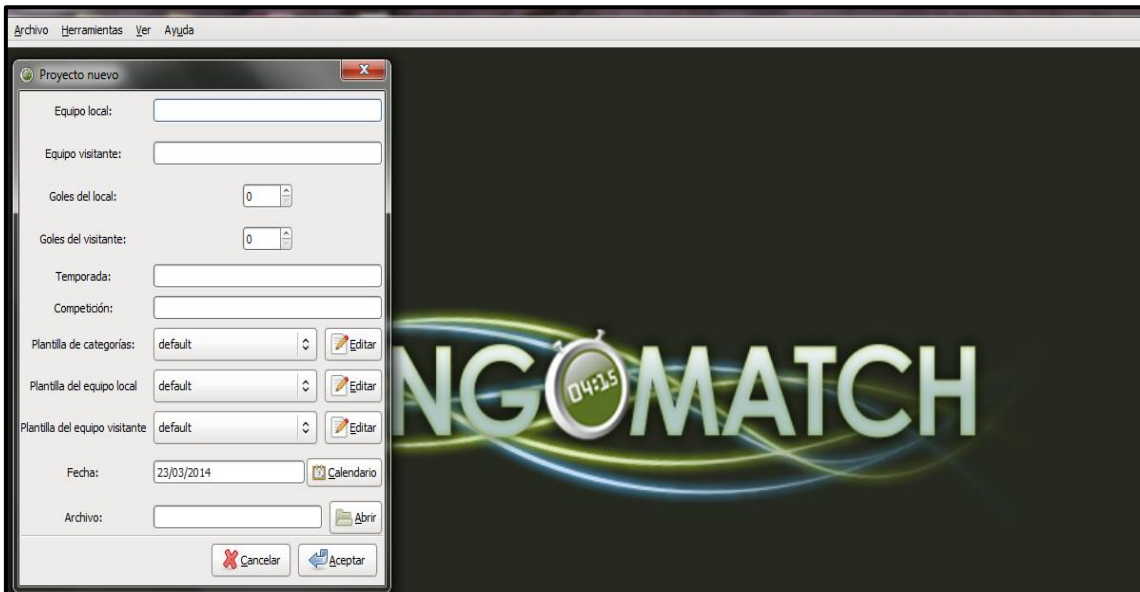 Archivo Herramientas Ver Ayuda
Proyecto nuevo
Equipo local:
Equipo visitante:
Goles del local: 0
Goles del visitante: 0
Temporada:
Competición:
Plantilla de categorías: default Editar
Plantilla del equipo local default Editar
Plantilla del equipo visitante default Editar
Fecha: 23/03/2014 Calendario
Archivo: Abrir
Cancelar Aceptar
NGOMATCH
04:15